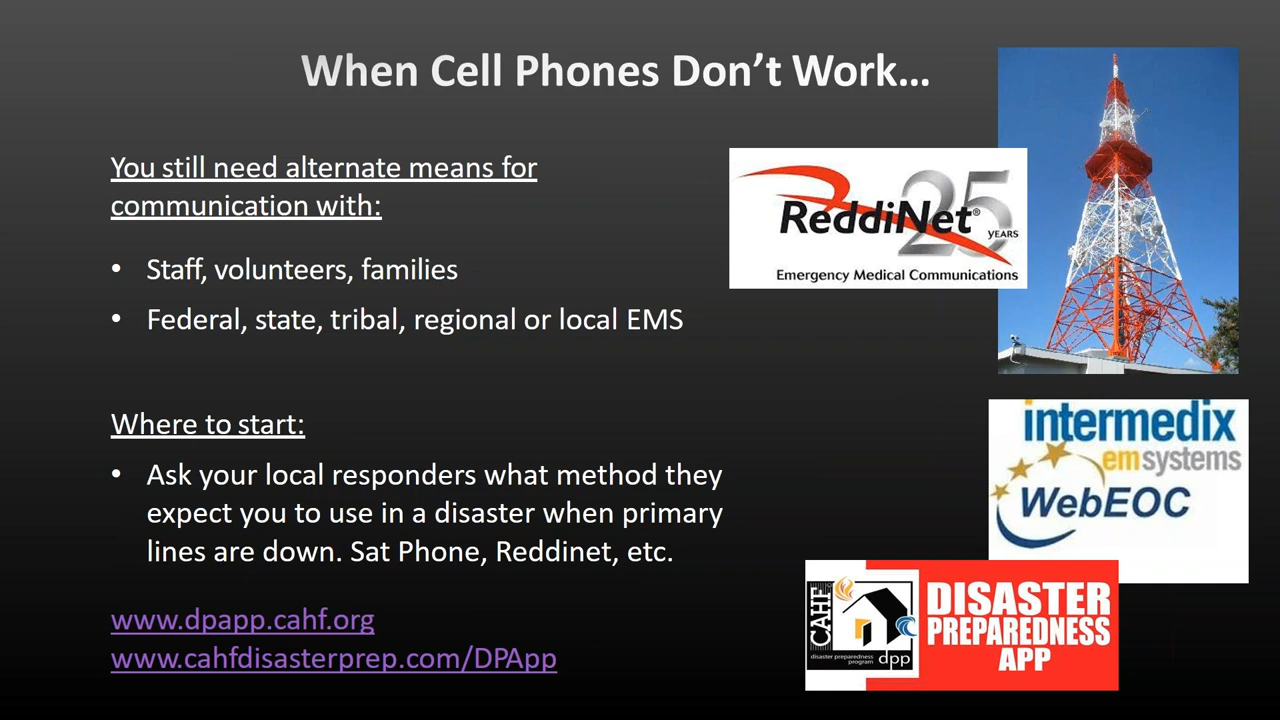 When Cell Phones Don’t Work…
You still need alternate means for
communication with:
• Staff, volunteers, families
• Federal, state, tribal, regional or local EMS
Where to start:
• Ask your local responders what method they
expect you to use in a disaster when primary
lines are down. Sat Phone, Reddinet, etc.
www.dpapp.cahf.org
www.cahfdisasterprep.com/DPApp
ReddiNet®
25
YEARS
Emergency Medical Communications
intermedix
emsystems
WebEOC
CAHF
disaster preparedness
program
dpp
DISASTER
PREPAREDNESS
APP